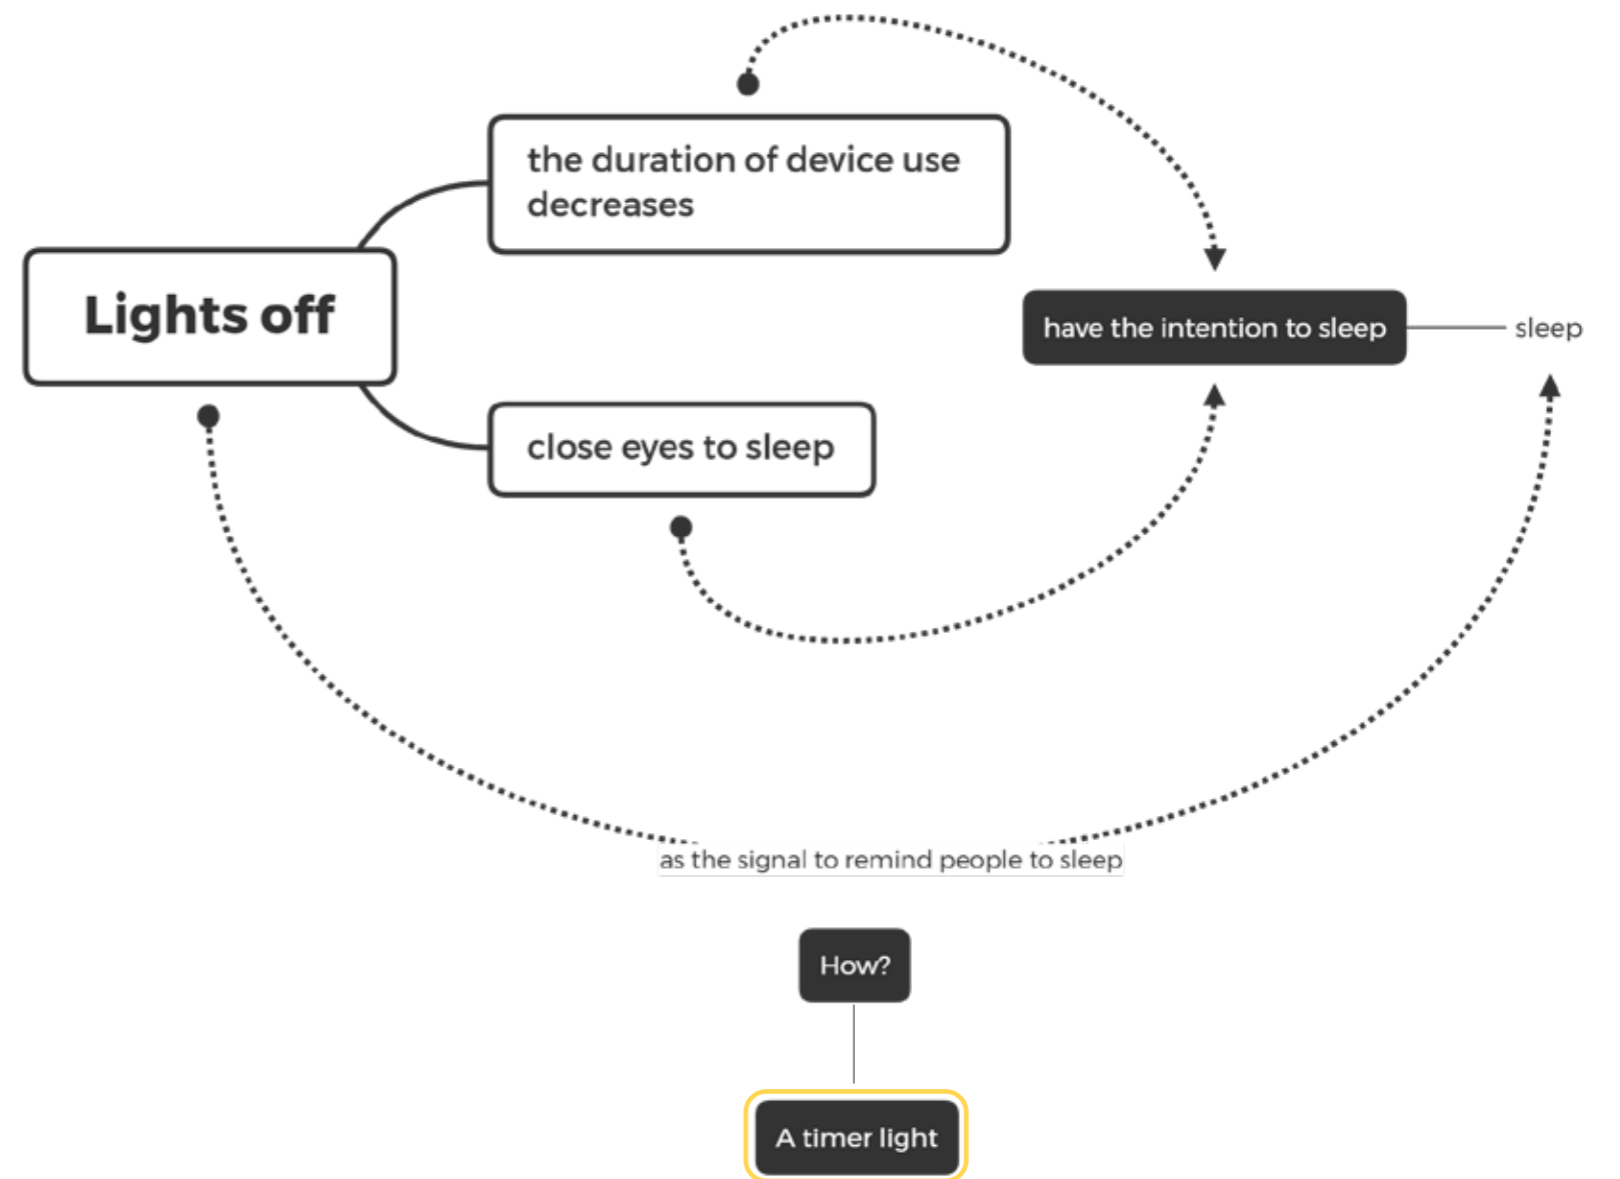 the duration of device use
decreases
Lights off
have the intention to sleep
sleep
close eyes to sleep
as the signal to remind people to sleep
How?
A timer light